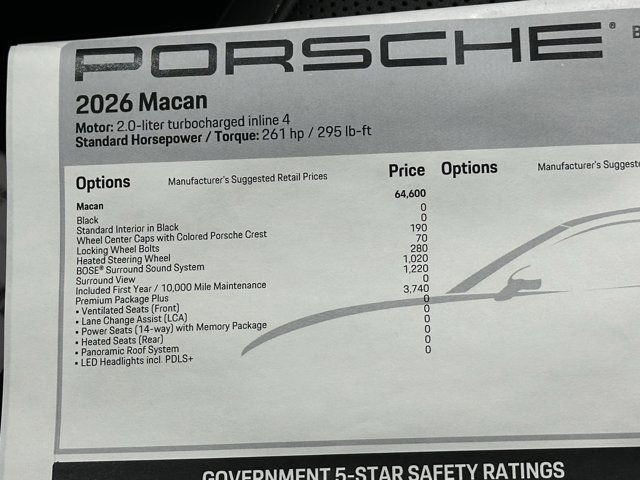 PORSCHE®
2026 Macan
Motor: 2.0-liter turbocharged inline 4
Standard Horsepower / Torque: 261 hp / 295 lb-ft
Options Manufacturer's Suggested Retail Prices Price Options Manufacturer's Suggeste
Macan 64,600
Black 0
Standard Interior in Black 0
Wheel Center Caps with Colored Porsche Crest 190
Locking Wheel Bolts 70
Heated Steering Wheel 280
BOSE® Surround Sound System 1,020
Surround View 1,220
Included First Year / 10,000 Mile Maintenance 0
Premium Package Plus 3,740
• Ventilated Seats (Front) 0
• Lane Change Assist (LCA) 0
• Power Seats (14-way) with Memory Package 0
• Heated Seats (Rear) 0
• Panoramic Roof System 0
• LED Headlights incl. PDLS+ 0
GOVERNMENT 5-STAR SAFETY RATINGS